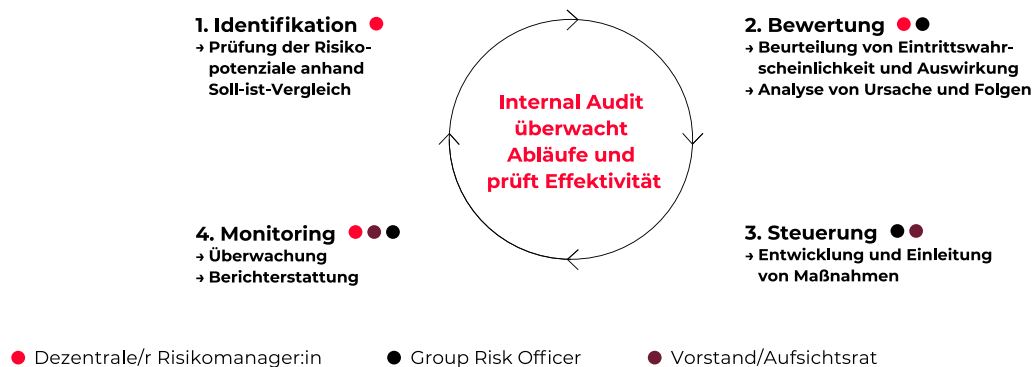 1. Identifikation
→ Prüfung der Risiko-
potenziale anhand
Soll-ist-Vergleich
2. Bewertung
→ Beurteilung von Eintrittswahr-
scheinlichkeit und Auswirkung
→ Analyse von Ursache und Folgen
Internal Audit
überwacht
Abläufe und
prüft Effektivität
4. Monitoring
→ Überwachung
→ Berichterstattung
3. Steuerung
→ Entwicklung und Einleitung
von Maßnahmen
Dezentrale/r Risikomanager:in
Group Risk Officer
Vorstand/Aufsichtsrat